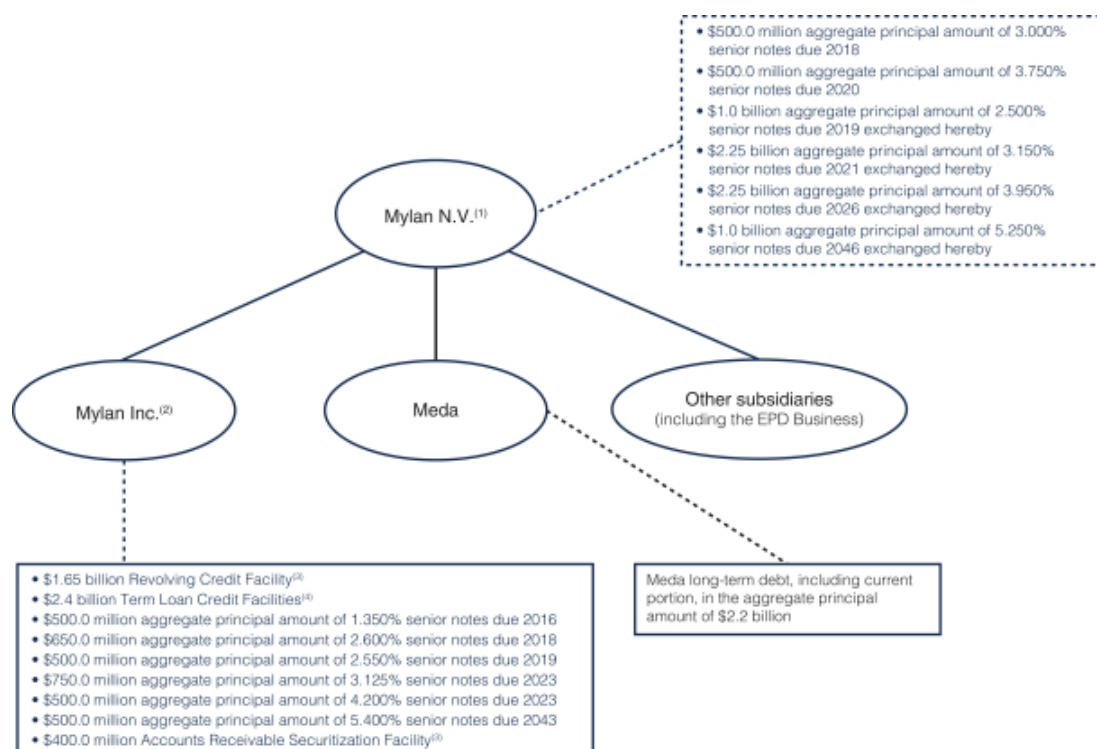 • $500.0 million aggregate principal amount of 3.000%
senior notes due 2018
• $500.0 million aggregate principal amount of 3.750%
senior notes due 2020
• $1.0 billion aggregate principal amount of 2.500%
senior notes due 2019 exchanged hereby
• $2.25 billion aggregate principal amount of 3.150%
senior notes due 2021 exchanged hereby
• $2.25 billion aggregate principal amount of 3.950%
senior notes due 2026 exchanged hereby
• $1.0 billion aggregate principal amount of 5.250%
senior notes due 2046 exchanged hereby
Mylan N.V.(1)
Mylan Inc.(2)
Meda
Other subsidiaries
(including the EPD Business)
• $1.65 billion Revolving Credit Facility(3)
• $2.4 billion Term Loan Credit Facilities(4)
• $500.0 million aggregate principal amount of 1.350% senior notes due 2016
• $650.0 million aggregate principal amount of 2.600% senior notes due 2018
• $500.0 million aggregate principal amount of 2.550% senior notes due 2019
• $750.0 million aggregate principal amount of 3.125% senior notes due 2023
• $500.0 million aggregate principal amount of 4.200% senior notes due 2023
• $500.0 million aggregate principal amount of 5.400% senior notes due 2043
• $400.0 million Accounts Receivable Securitization Facility(3)
Meda long-term debt, including current
portion, in the aggregate principal
amount of $2.2 billion